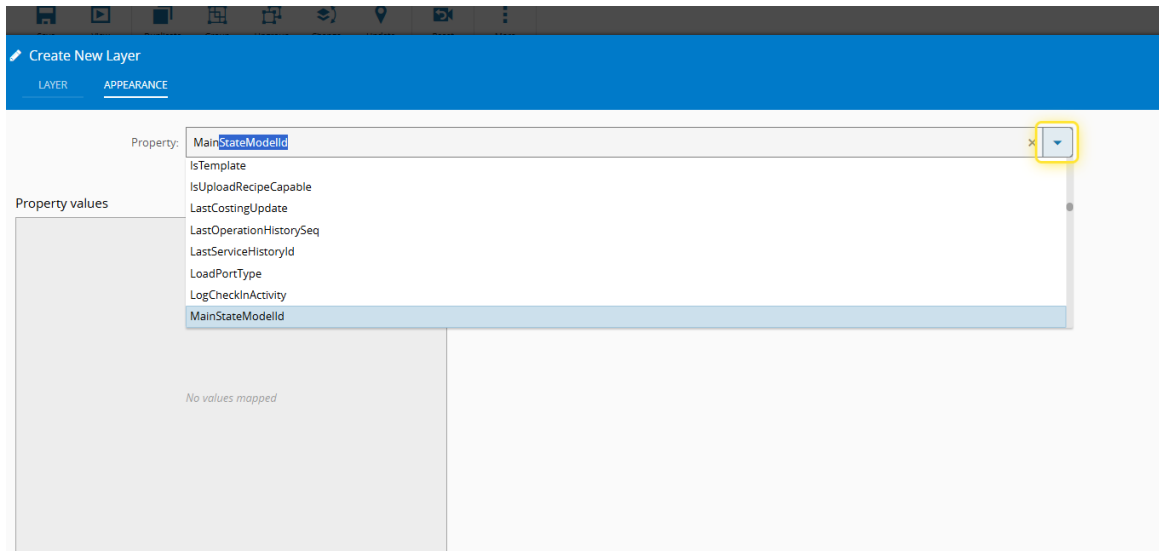 Create New Layer
LAYER APPEARANCE
Property: MainStateModelId
IsTemplate
IsUploadRecipeCapable
Property values
LastCostingUpdate
LastOperationHistorySeq
LastServiceHistoryId
LoadPortType
LogCheckInActivity
MainStateModelId
No values mapped